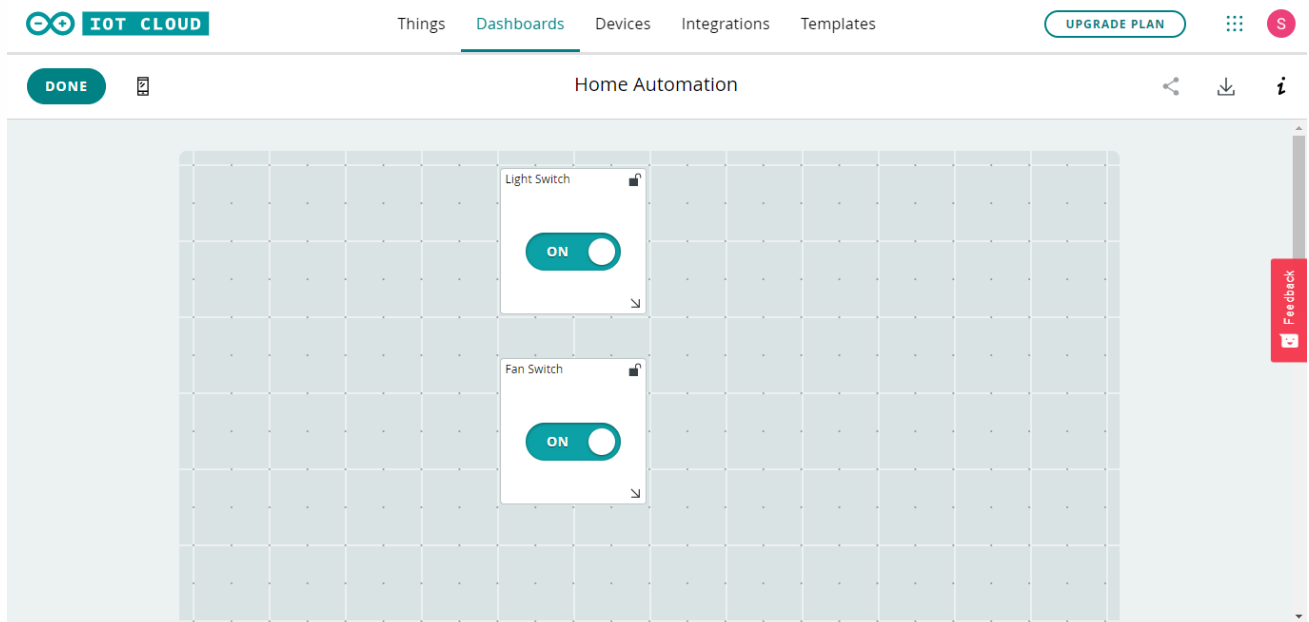 IOT CLOUD Things Dashboards Devices Integrations Templates UPGRADE PLAN S
DONE Home Automation i
Light Switch
ON
Feedback
Fan Switch
ON